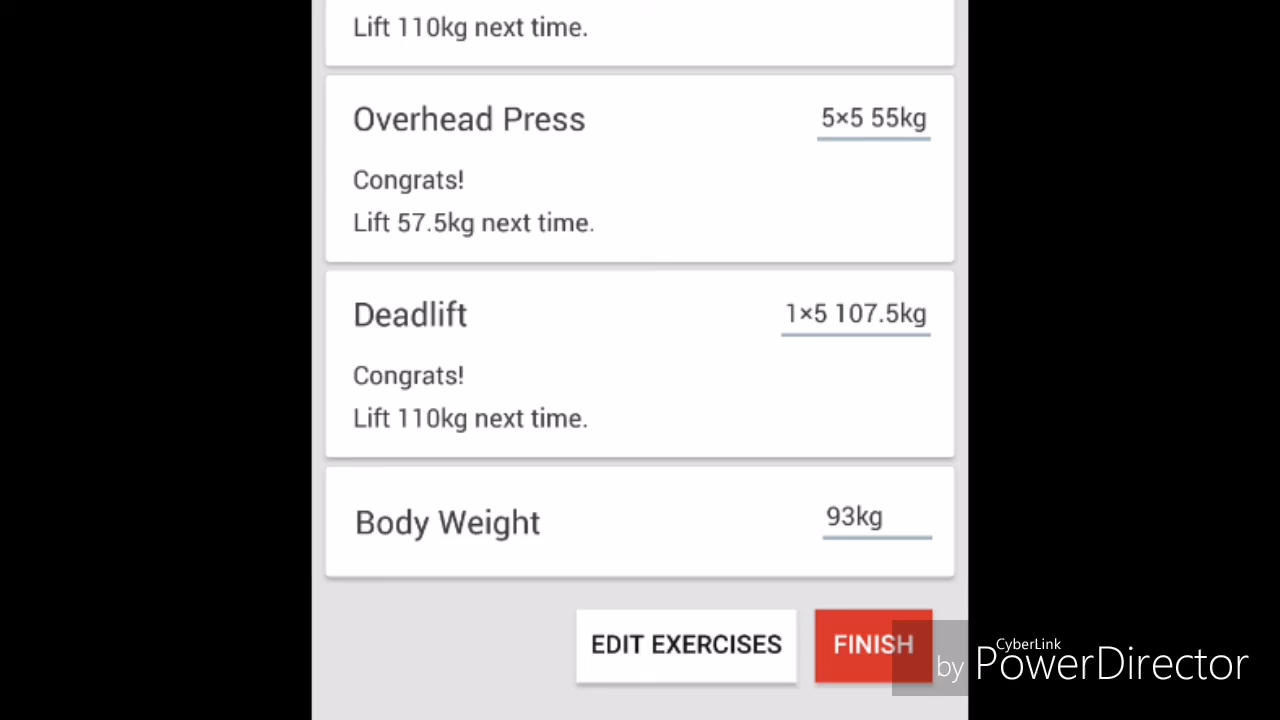 Lift 110kg next time.
Overhead Press
5×5 55kg
Congrats!
Lift 57.5kg next time.
Deadlift
1×5 107.5kg
Congrats!
Lift 110kg next time.
Body Weight
93kg
EDIT EXERCISES
FINISH
CyberLink
by PowerDirector